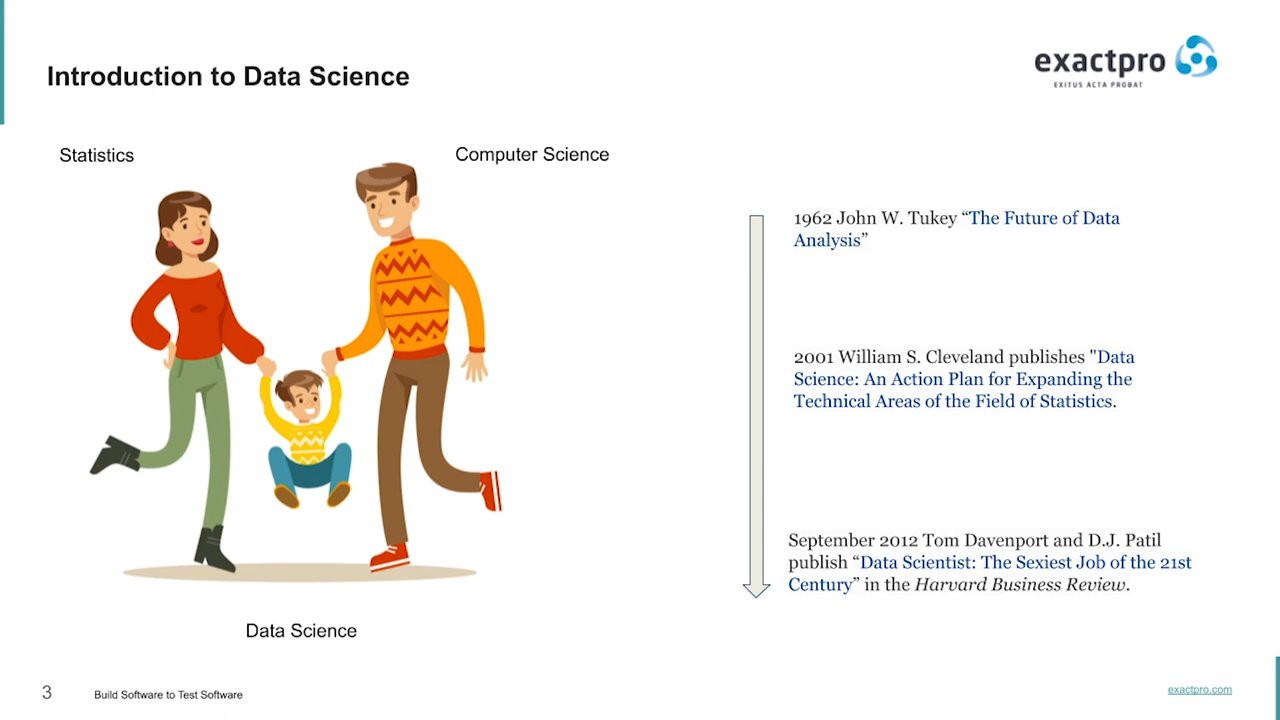 Introduction to Data Science
exactpro
EXITUS ACTA PROBAT
Statistics
Computer Science
Data Science
1962 John W. Tukey “The Future of Data
Analysis”
2001 William S. Cleveland publishes "Data
Science: An Action Plan for Expanding the
Technical Areas of the Field of Statistics.
September 2012 Tom Davenport and D.J. Patil
publish “Data Scientist: The Sexiest Job of the 21st
Century” in the Harvard Business Review.
3
Build Software to Test Software
exactpro.com